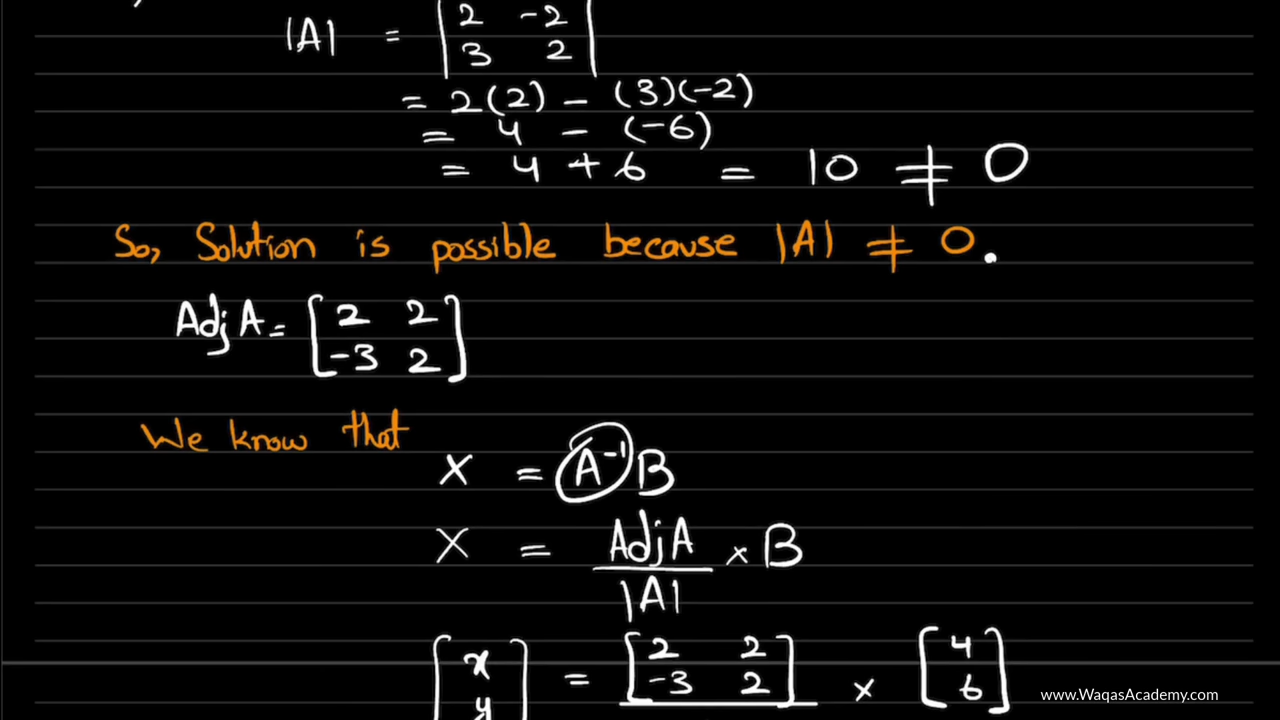 |A| = |2 -2|
|3 2|
= 2(2) - (3)(-2)
= 4 - (-6)
= 4 + 6 = 10 ≠ 0
So, Solution is possible because |A| ≠ 0.
Adj A = [2 2]
[-3 2]
We know that
X = A⁻¹ B
X = Adj A × B
|A|
[x] = [2 2] × [4]
[y] [-3 2] [6]
www.WaqasAcademy.com